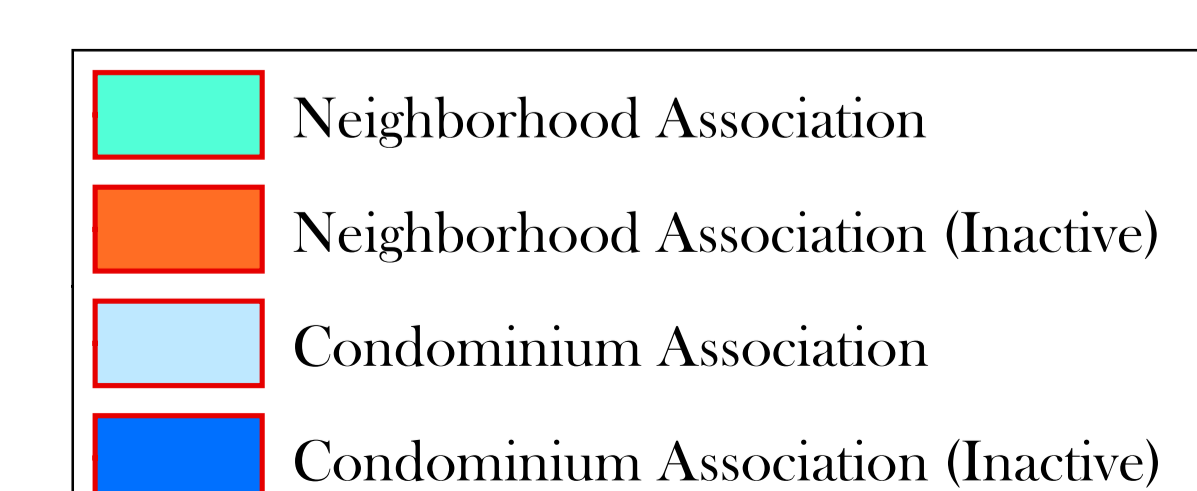 Neighborhood Association
Neighborhood Association (Inactive)
Condominium Association
Condominium Association (Inactive)